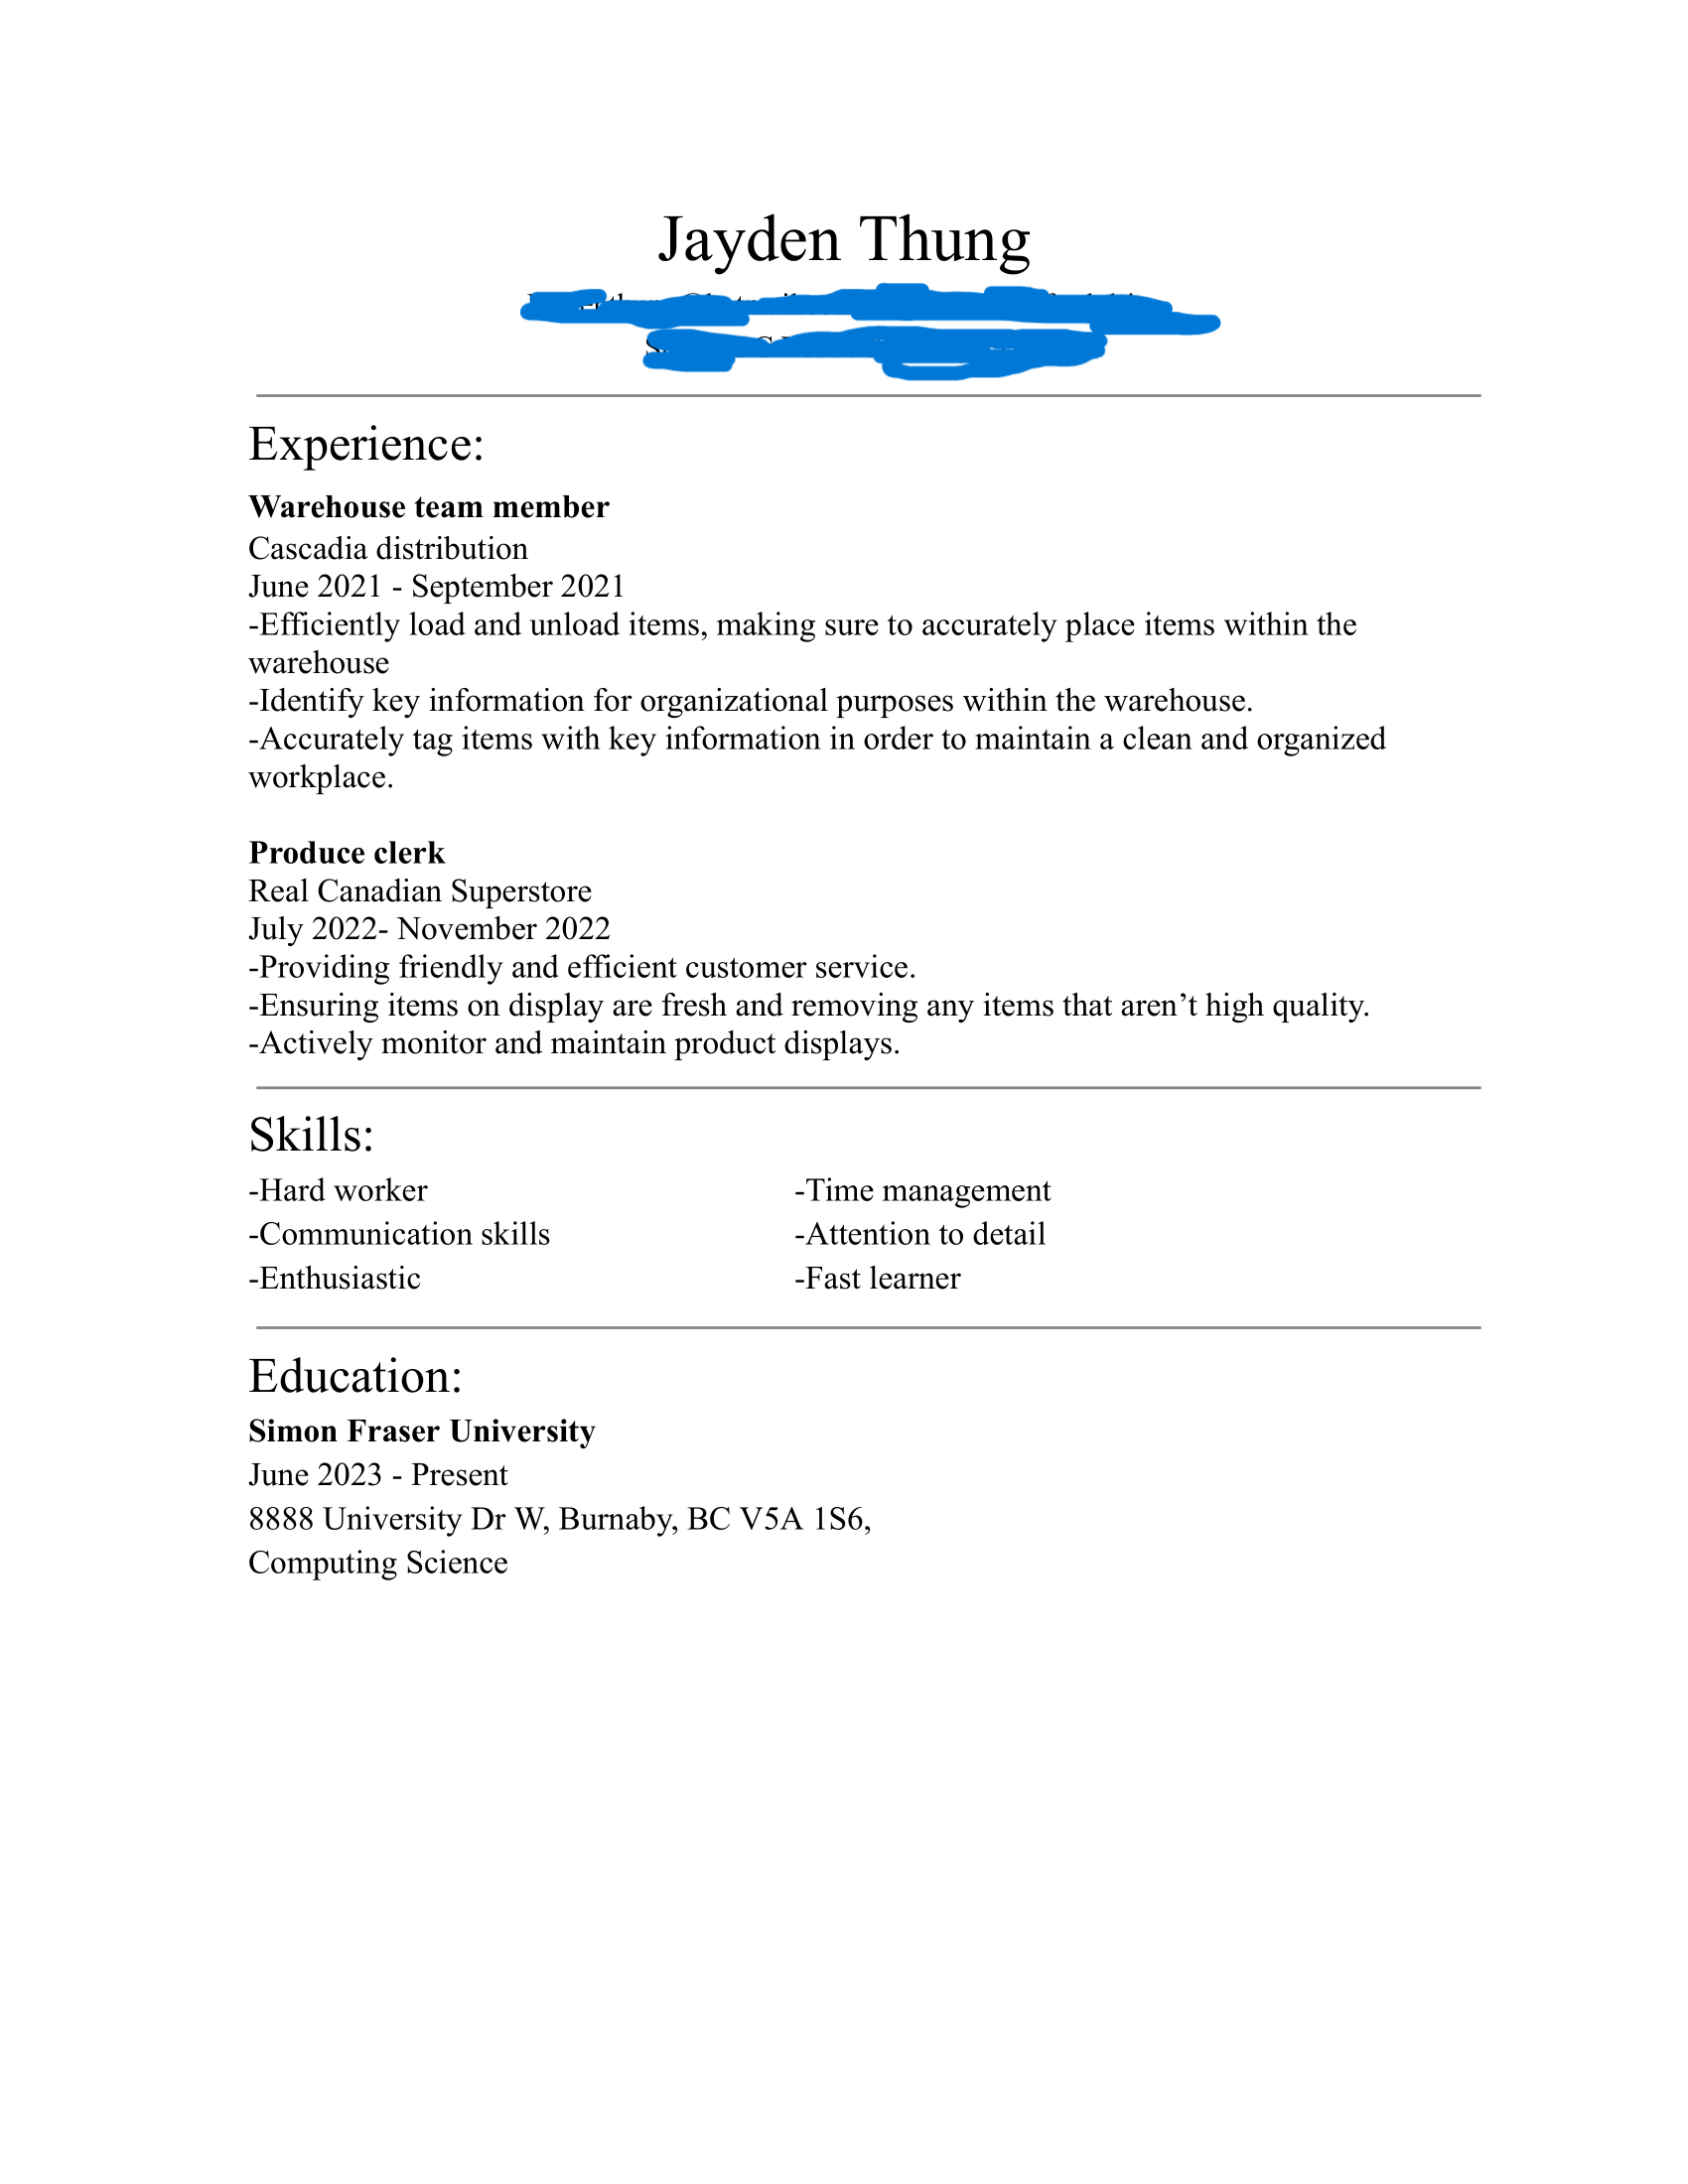 Jayden Thung
Experience:
Warehouse team member
Cascadia distribution
June 2021 - September 2021
-Efficiently load and unload items, making sure to accurately place items within the
warehouse
-Identify key information for organizational purposes within the warehouse.
-Accurately tag items with key information in order to maintain a clean and organized
workplace.
Produce clerk
Real Canadian Superstore
July 2022- November 2022
-Providing friendly and efficient customer service.
-Ensuring items on display are fresh and removing any items that aren’t high quality.
-Actively monitor and maintain product displays.
Skills:
-Hard worker -Time management
-Communication skills -Attention to detail
-Enthusiastic -Fast learner
Education:
Simon Fraser University
June 2023 - Present
8888 University Dr W, Burnaby, BC V5A 1S6,
Computing Science